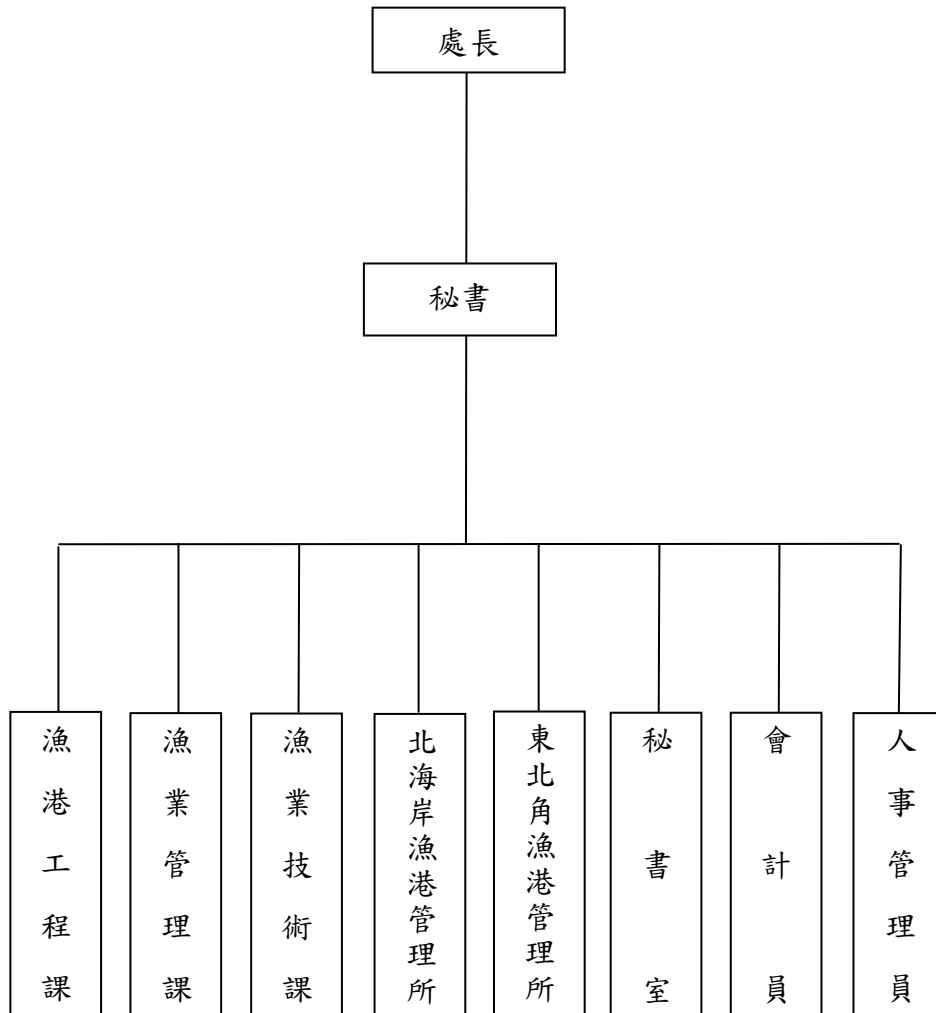 處長
秘書
漁港工程課
漁業管理課
漁業技術課
北海岸漁港管理所
東北角漁港管理所
秘書室
會計員
人事管理員